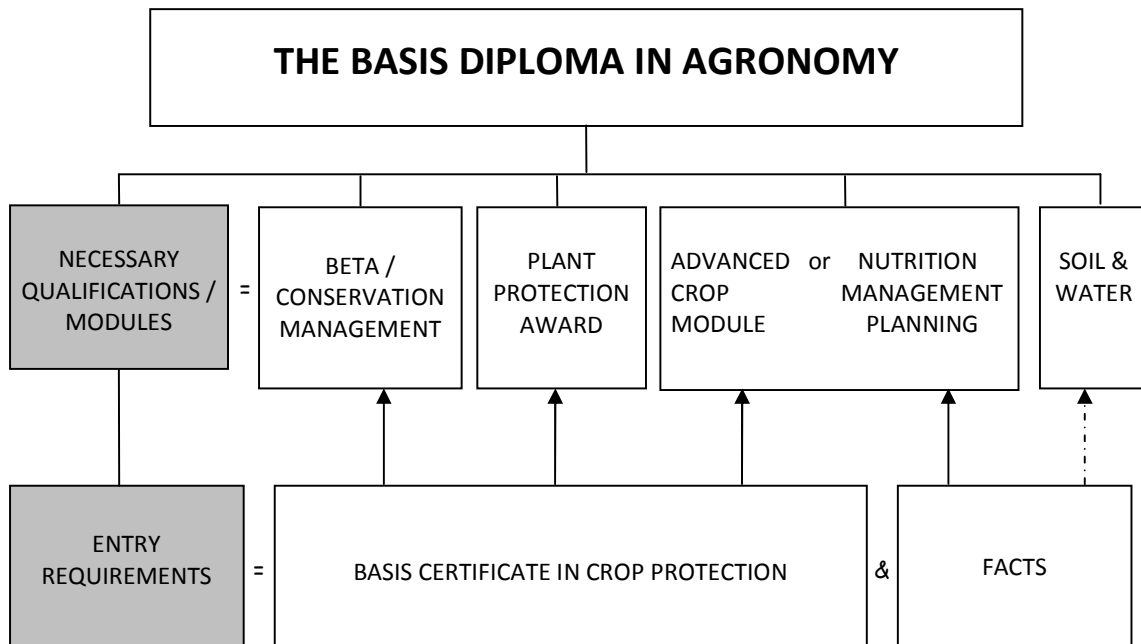 THE BASIS DIPLOMA IN AGRONOMY
NECESSARY
QUALIFICATIONS /
MODULES
=
BETA /
CONSERVATION
MANAGEMENT
PLANT
PROTECTION
AWARD
ADVANCED or NUTRITION
CROP MANAGEMENT
MODULE PLANNING
SOIL &
WATER
ENTRY
REQUIREMENTS
=
BASIS CERTIFICATE IN CROP PROTECTION
&
FACTS